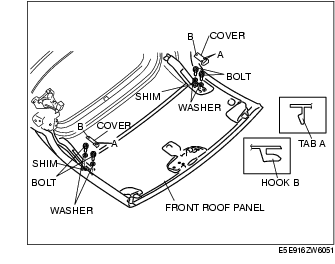 B
COVER
A
BOLT
SHIM
WASHER
B
COVER
A
SHIM
BOLT
WASHER
TAB A
HOOK B
FRONT ROOF PANEL
E5E916ZW6051